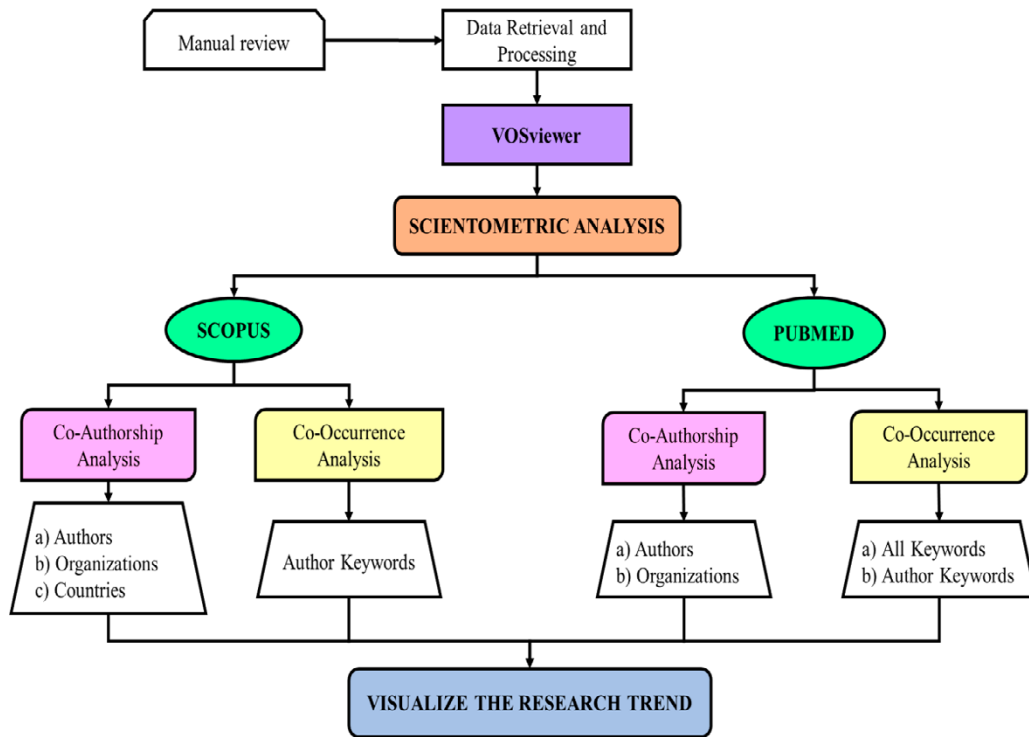 Manual review
Data Retrieval and
Processing
VOSviewer
SCIENTOMETRIC ANALYSIS
SCOPUS
PUBMED
Co-Authorship
Analysis
Co-Occurrence
Analysis
Co-Authorship
Analysis
Co-Occurrence
Analysis
a) Authors
b) Organizations
c) Countries
Author Keywords
a) Authors
b) Organizations
a) All Keywords
b) Author Keywords
VISUALIZE THE RESEARCH TREND